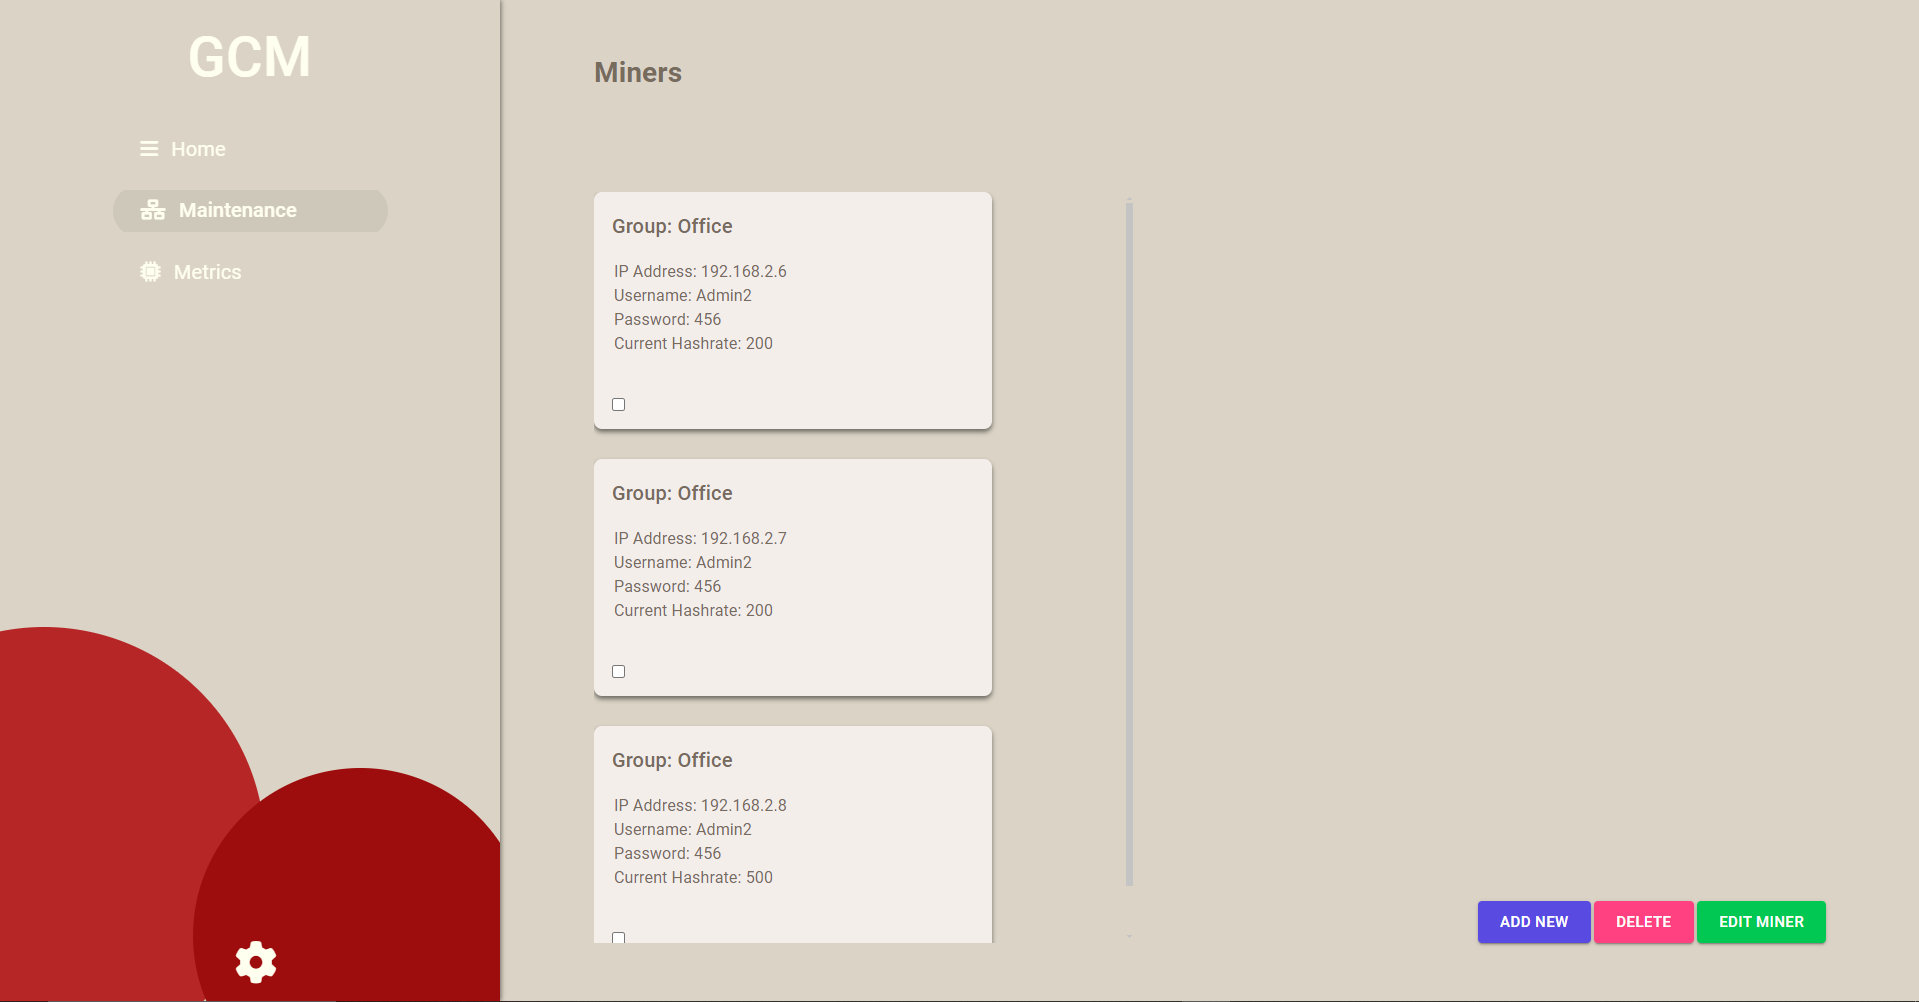 GCM
Home
Maintenance
Metrics
Miners
Group: Office
IP Address: 192.168.2.6
Username: Admin2
Password: 456
Current Hashrate: 200
Group: Office
IP Address: 192.168.2.7
Username: Admin2
Password: 456
Current Hashrate: 200
Group: Office
IP Address: 192.168.2.8
Username: Admin2
Password: 456
Current Hashrate: 500
ADD NEW
DELETE
EDIT MINER